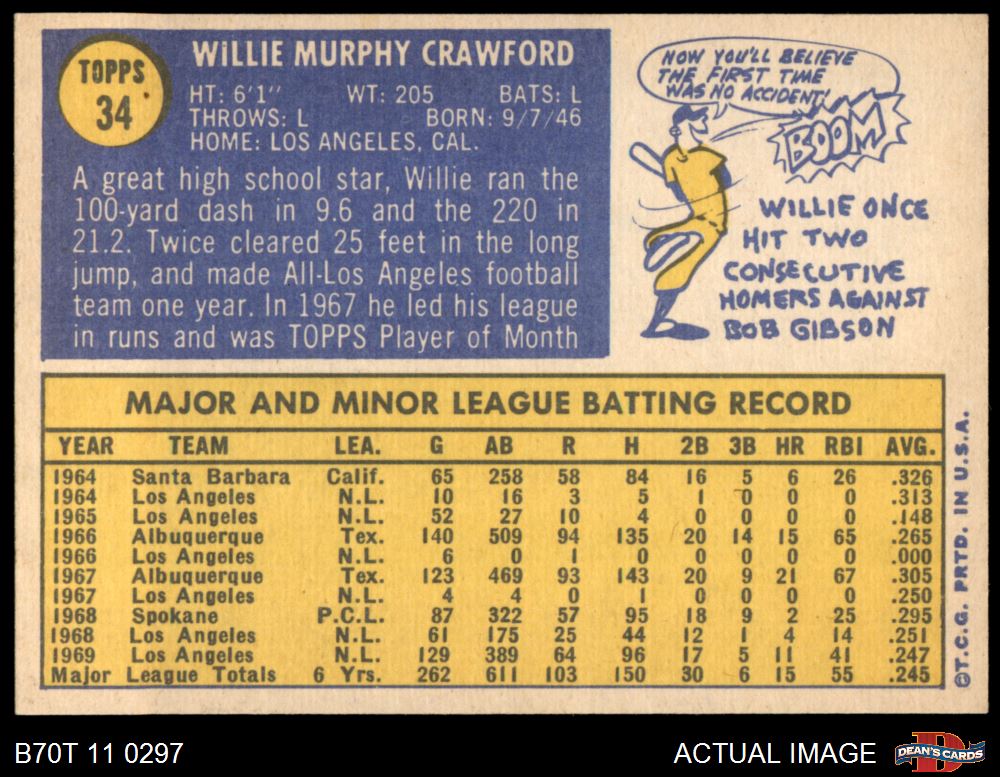 TOPPS
34
WILLIE MURPHY CRAWFORD
HT: 6'1" WT: 205 BATS: L
THROWS: L BORN: 9/7/46
HOME: LOS ANGELES, CAL.
A great high school star, Willie ran the
100-yard dash in 9.6 and the 220 in
21.2. Twice cleared 25 feet in the long
jump, and made All-Los Angeles football
team one year. In 1967 he led his league
in runs and was TOPPS Player of Month
NOW YOU'LL BELIEVE
THE FIRST TIME
WAS NO ACCIDENT!
BOOM
WILLIE ONCE
HIT TWO
CONSECUTIVE
HOMERS AGAINST
BOB GIBSON
MAJOR AND MINOR LEAGUE BATTING RECORD
YEAR TEAM LEA. G AB R H 2B 3B HR RBI AVG.
1964 Santa Barbara Calif. 65 258 58 84 16 5 6 26 .326
1964 Los Angeles N.L. 10 16 3 5 1 0 0 0 .313
1965 Los Angeles N.L. 52 27 10 4 0 0 0 0 .148
1966 Albuquerque Tex. 140 509 94 135 20 14 15 65 .265
1966 Los Angeles N.L. 6 0 1 0 0 0 0 0 .000
1967 Albuquerque Tex. 123 469 93 143 20 9 21 67 .305
1967 Los Angeles N.L. 4 4 0 1 0 0 0 0 .250
1968 Spokane P.C.L. 87 322 57 95 18 9 2 25 .295
1968 Los Angeles N.L. 61 175 25 44 12 1 4 14 .251
1969 Los Angeles N.L. 129 389 64 96 17 5 11 41 .247
Major League Totals 6 Yrs. 262 611 103 150 30 6 15 55 .245
©T.C.G. PRTD. IN U.S.A.
B70T 11 0297
ACTUAL IMAGE
D
DEAN'S CARDS